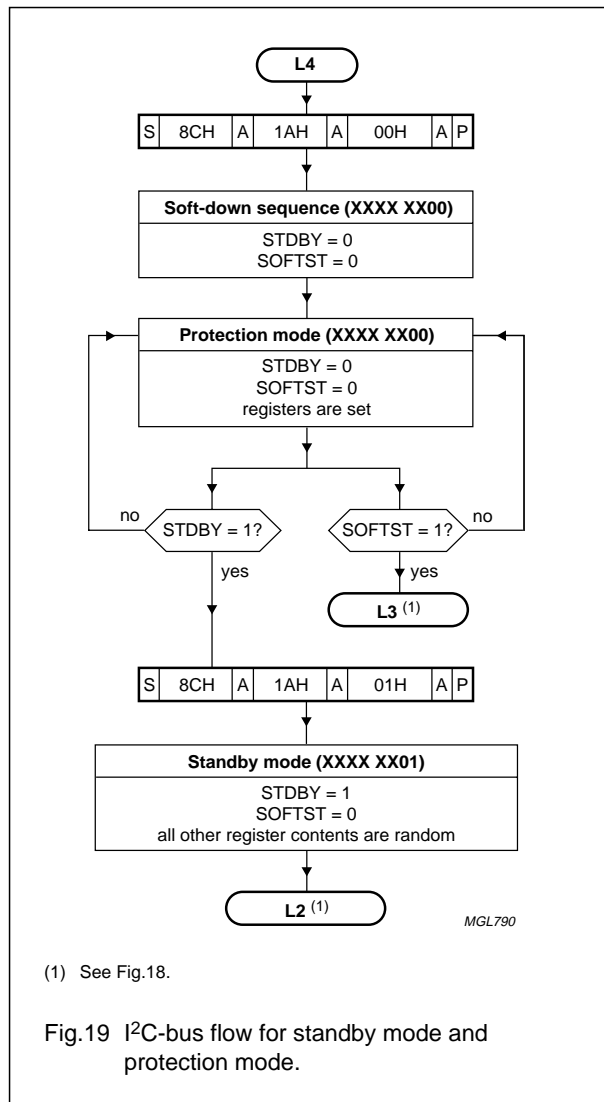 L4
S 8CH A 1AH A 00H A P
Soft-down sequence (XXXX XX00)
STDBY = 0
SOFTST = 0
Protection mode (XXXX XX00)
STDBY = 0
SOFTST = 0
registers are set
no
STDBY = 1?
SOFTST = 1?
no
yes
yes
L3 (1)
S 8CH A 1AH A 01H A P
Standby mode (XXXX XX01)
STDBY = 1
SOFTST = 0
all other register contents are random
L2 (1)
MGL790
(1) See Fig.18.
Fig.19 I²C-bus flow for standby mode and
protection mode.